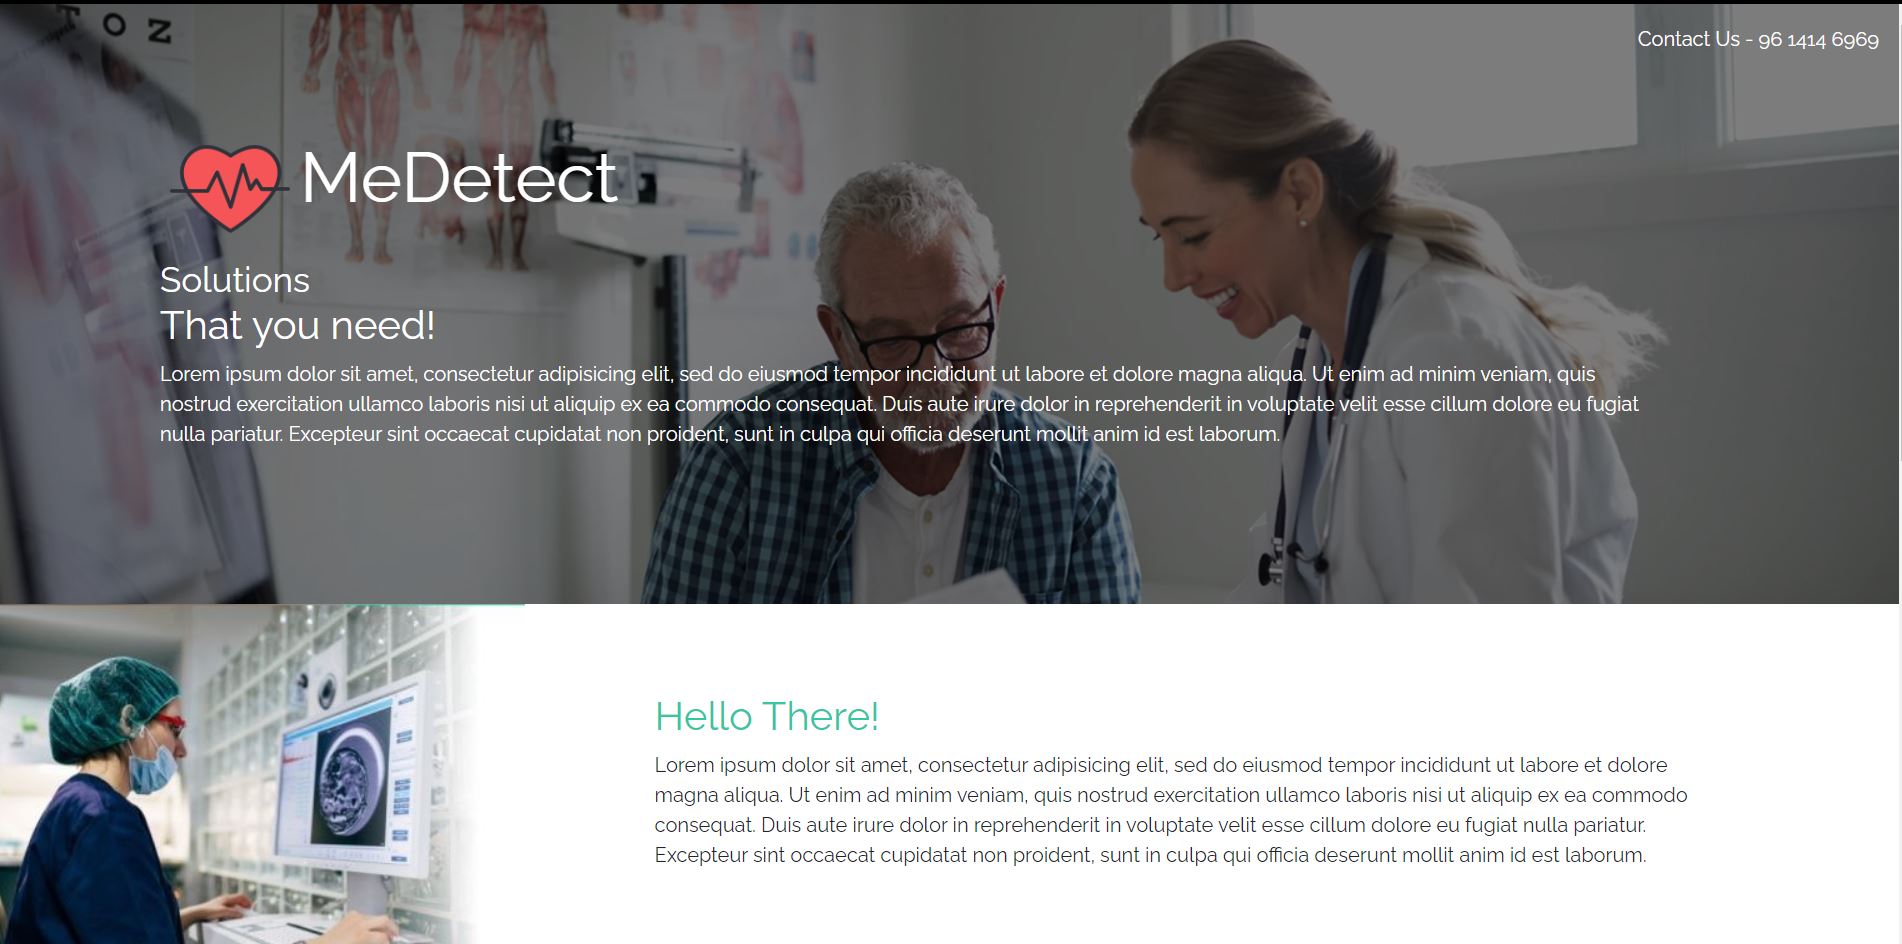 T O Z
Contact Us - 96 1414 6969
MeDetect
Solutions
That you need!
Lorem ipsum dolor sit amet, consectetur adipisicing elit, sed do eiusmod tempor incididunt ut labore et dolore magna aliqua. Ut enim ad minim veniam, quis
nostrud exercitation ullamco laboris nisi ut aliquip ex ea commodo consequat. Duis aute irure dolor in reprehenderit in voluptate velit esse cillum dolore eu fugiat
nulla pariatur. Excepteur sint occaecat cupidatat non proident, sunt in culpa qui officia deserunt mollit anim id est laborum.
Hello There!
Lorem ipsum dolor sit amet, consectetur adipisicing elit, sed do eiusmod tempor incididunt ut labore et dolore
magna aliqua. Ut enim ad minim veniam, quis nostrud exercitation ullamco laboris nisi ut aliquip ex ea commodo
consequat. Duis aute irure dolor in reprehenderit in voluptate velit esse cillum dolore eu fugiat nulla pariatur.
Excepteur sint occaecat cupidatat non proident, sunt in culpa qui officia deserunt mollit anim id est laborum.